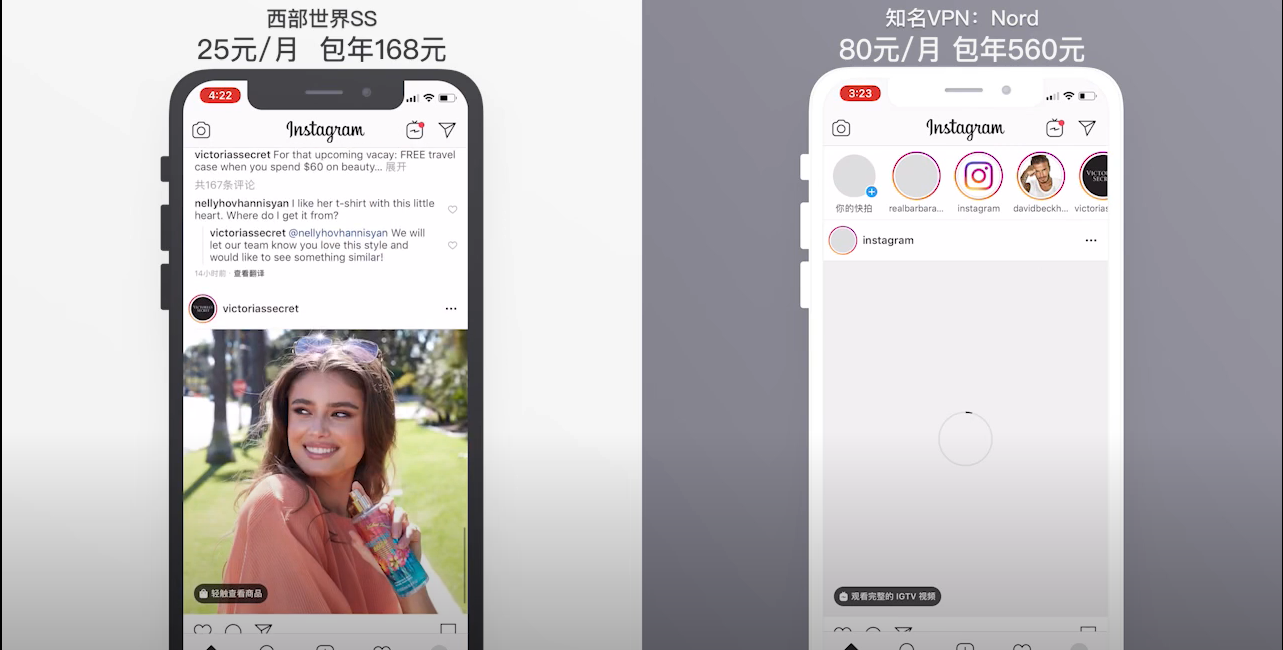 西部世界SS
25元/月 包年168元
4:22
Instagram
victoriassecret For that upcoming vacay: FREE travel
case when you spend $60 on beauty... 展开
共167条评论
nellyhovhannisyan I like her t-shirt with this little
heart. Where do I get it from?
victoriassecret @nellyhovhannisyan We will
let our team know you love this style and
would like to see something similar!
14小时前 · 查看翻译
victoriassecret
轻触查看商品
知名VPN：Nord
80元/月 包年560元
3:23
Instagram
你的快拍
realbarbara...
instagram
davidbeckh...
victorias
instagram
观看完整的 IGTV 视频